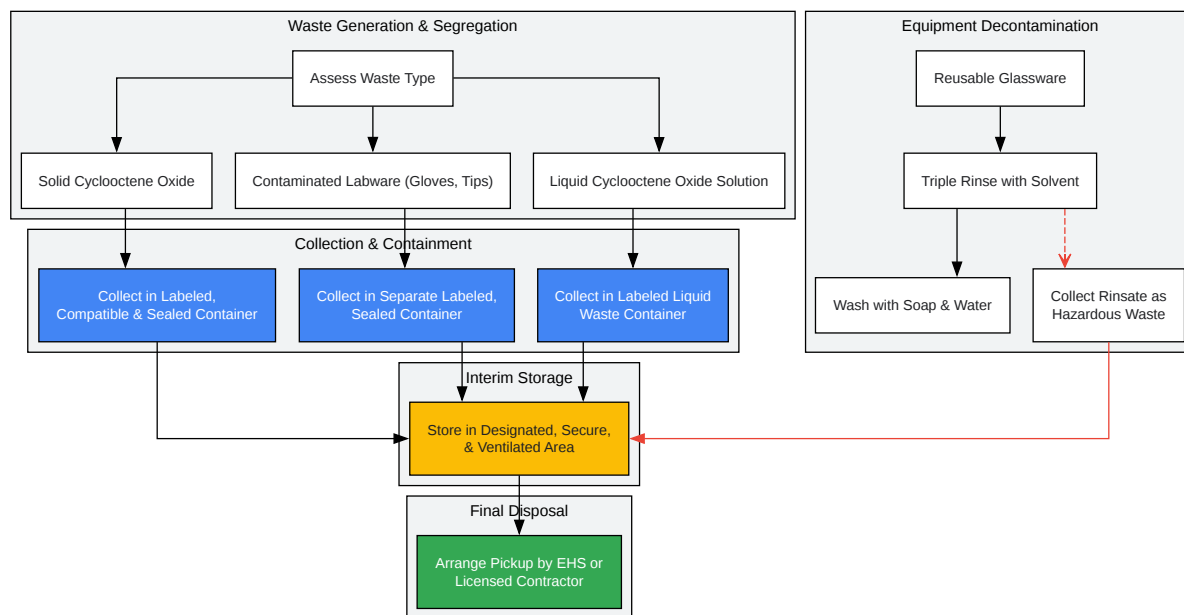 Waste Generation & Segregation
Assess Waste Type
Solid Cyclooctene Oxide
Contaminated Labware (Gloves, Tips)
Liquid Cyclooctene Oxide Solution
Collection & Containment
Collect in Labeled,
Compatible & Sealed Container
Collect in Separate Labeled,
Sealed Container
Collect in Labeled Liquid
Waste Container
Interim Storage
Store in Designated, Secure,
& Ventilated Area
Final Disposal
Arrange Pickup by EHS or
Licensed Contractor
Equipment Decontamination
Reusable Glassware
Triple Rinse with Solvent
Wash with Soap & Water
Collect Rinsate as
Hazardous Waste